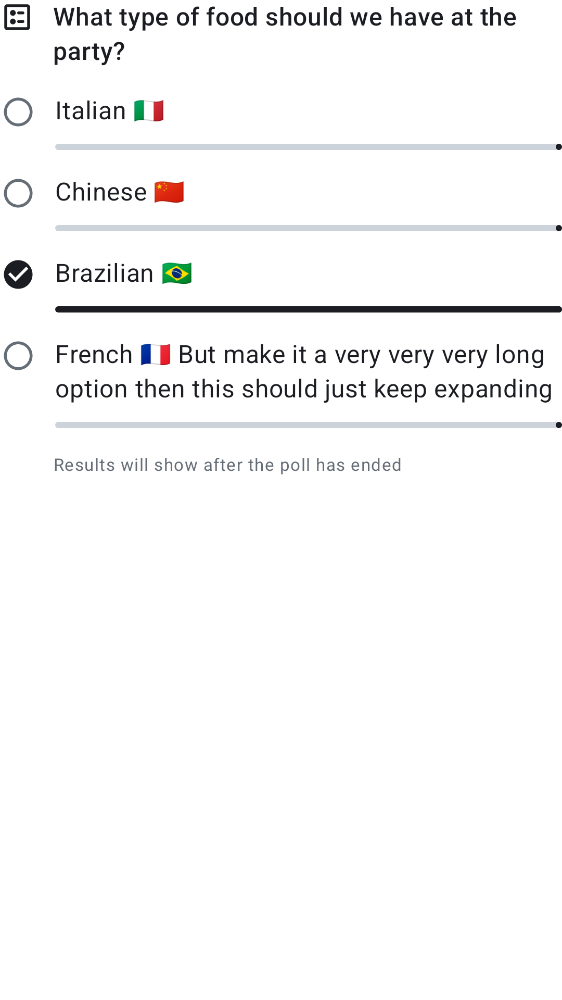 What type of food should we have at the
party?
Italian 🇮🇹
Chinese 🇨🇳
Brazilian 🇧🇷
French 🇫🇷 But make it a very very very long
option then this should just keep expanding
Results will show after the poll has ended